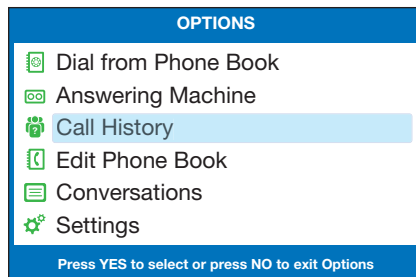 OPTIONS
Dial from Phone Book
Answering Machine
Call History
Edit Phone Book
Conversations
Settings
Press YES to select or press NO to exit Options